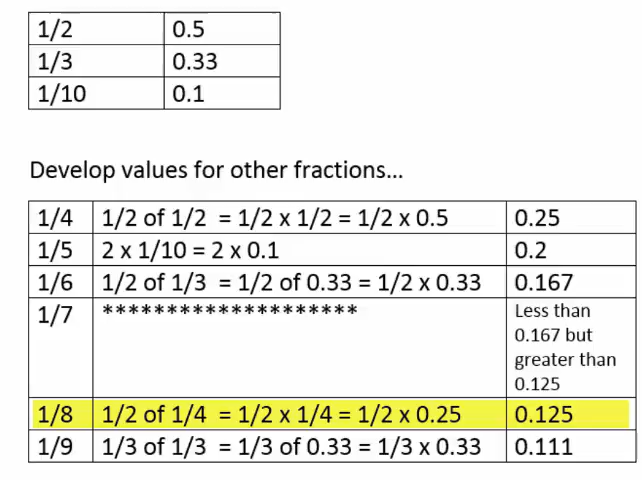 1/2 0.5
1/3 0.33
1/10 0.1
Develop values for other fractions...
1/4 1/2 of 1/2 = 1/2 x 1/2 = 1/2 x 0.5 0.25
1/5 2 x 1/10 = 2 x 0.1 0.2
1/6 1/2 of 1/3 = 1/2 of 0.33 = 1/2 x 0.33 0.167
1/7 ******************** Less than
0.167 but
greater than
0.125
1/8 1/2 of 1/4 = 1/2 x 1/4 = 1/2 x 0.25 0.125
1/9 1/3 of 1/3 = 1/3 of 0.33 = 1/3 x 0.33 0.111